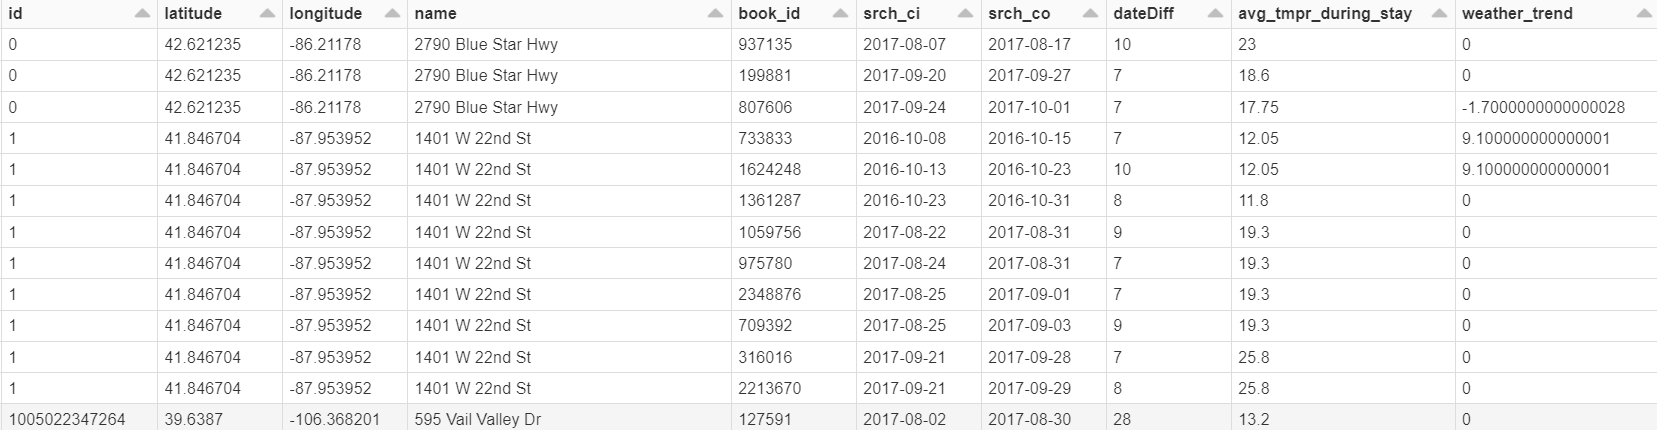 id latitude longitude name book_id srch_ci srch_co dateDiff avg_tmpr_during_stay weather_trend
0 42.621235 -86.21178 2790 Blue Star Hwy 937135 2017-08-07 2017-08-17 10 23 0
0 42.621235 -86.21178 2790 Blue Star Hwy 199881 2017-09-20 2017-09-27 7 18.6 0
0 42.621235 -86.21178 2790 Blue Star Hwy 807606 2017-09-24 2017-10-01 7 17.75 -1.7000000000000028
1 41.846704 -87.953952 1401 W 22nd St 733833 2016-10-08 2016-10-15 7 12.05 9.100000000000001
1 41.846704 -87.953952 1401 W 22nd St 1624248 2016-10-13 2016-10-23 10 12.05 9.100000000000001
1 41.846704 -87.953952 1401 W 22nd St 1361287 2016-10-23 2016-10-31 8 11.8 0
1 41.846704 -87.953952 1401 W 22nd St 1059756 2017-08-22 2017-08-31 9 19.3 0
1 41.846704 -87.953952 1401 W 22nd St 975780 2017-08-24 2017-08-31 7 19.3 0
1 41.846704 -87.953952 1401 W 22nd St 2348876 2017-08-25 2017-09-01 7 19.3 0
1 41.846704 -87.953952 1401 W 22nd St 709392 2017-08-25 2017-09-03 9 19.3 0
1 41.846704 -87.953952 1401 W 22nd St 316016 2017-09-21 2017-09-28 7 25.8 0
1 41.846704 -87.953952 1401 W 22nd St 2213670 2017-09-21 2017-09-29 8 25.8 0
1005022347264 39.6387 -106.368201 595 Vail Valley Dr 127591 2017-08-02 2017-08-30 28 13.2 0